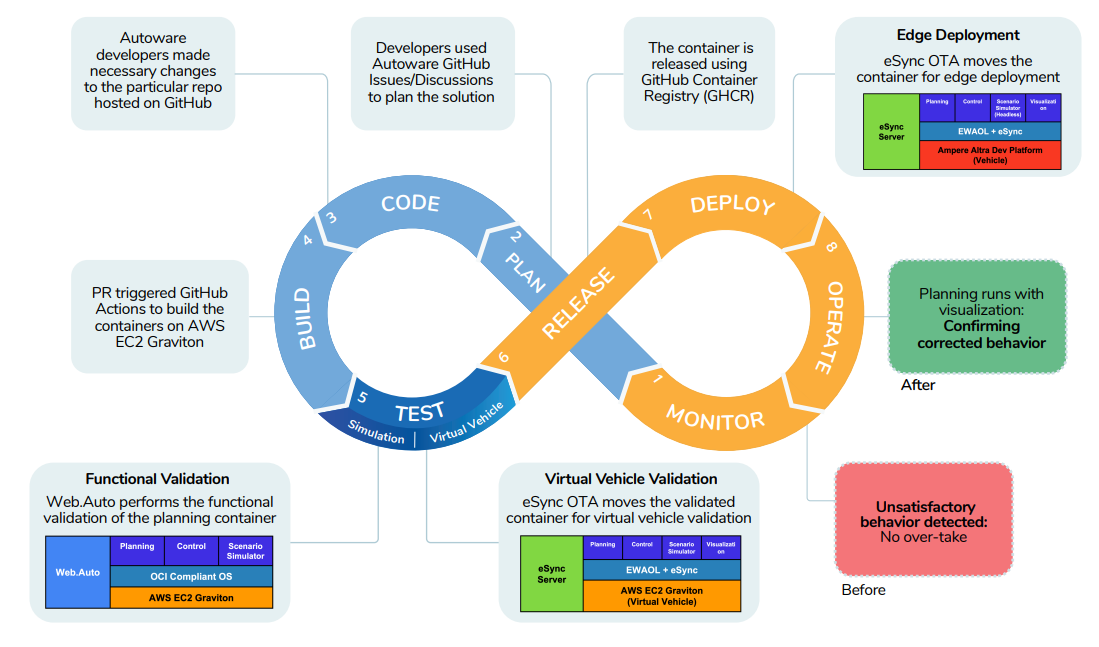 Autoware
developers made
necessary changes
to the particular repo
hosted on GitHub
Developers used
Autoware GitHub
Issues/Discussions
to plan the solution
The container is
released using
GitHub Container
Registry (GHCR)
Edge Deployment
eSync OTA moves the
container for edge deployment
eSync
Server
Planning
Control
Scenario
Simulator
(Headless)
Visualizati
on
EWAOL + eSync
Ampere Altra Dev Platform
(Vehicle)
3
CODE
2
PLAN
4
BUILD
5
TEST
Simulation | Virtual Vehicle
6
RELEASE
7
DEPLOY
8
OPERATE
1
MONITOR
PR triggered GitHub
Actions to build the
containers on AWS
EC2 Graviton
Planning runs with
visualization:
Confirming
corrected behavior
After
Functional Validation
Web.Auto performs the functional
validation of the planning container
Web.Auto
Planning
Control
Scenario
Simulator
OCI Compliant OS
AWS EC2 Graviton
Virtual Vehicle Validation
eSync OTA moves the validated
container for virtual vehicle validation
eSync
Server
Planning
Control
Scenario
Simulator
Visualizati
on
EWAOL + eSync
AWS EC2 Graviton
(Virtual Vehicle)
Unsatisfactory
behavior detected:
No over-take
Before